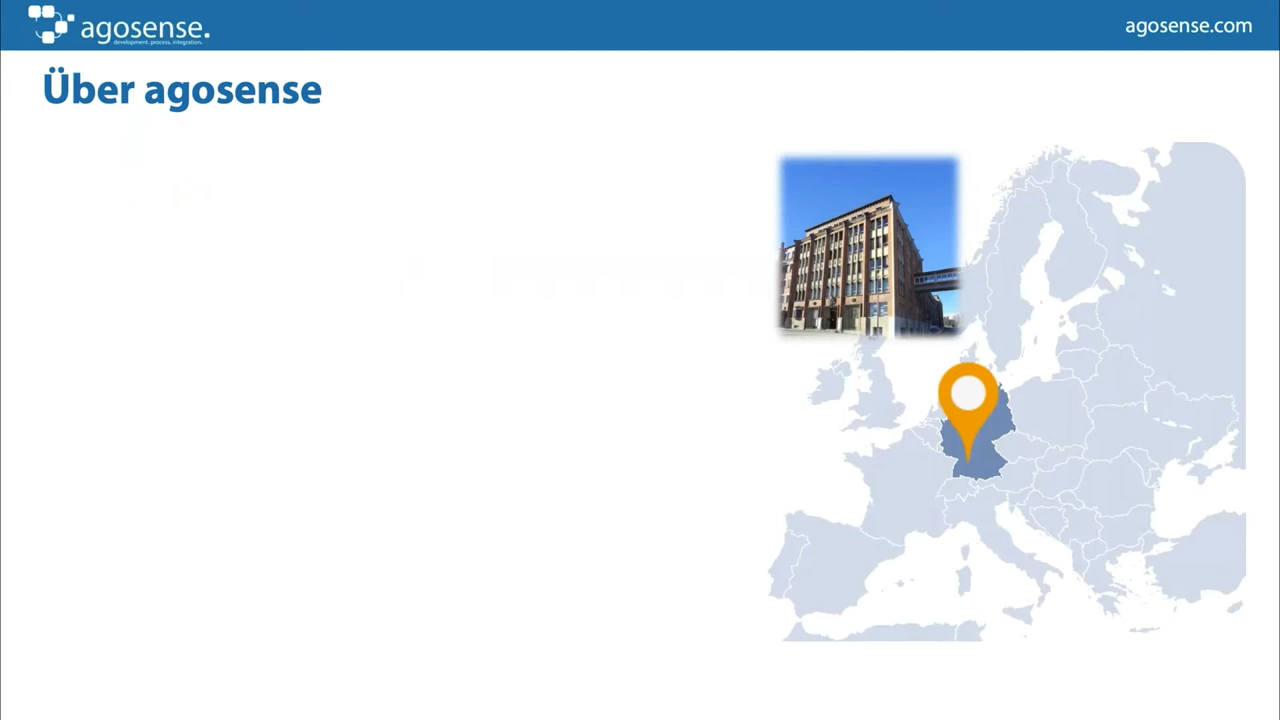 agosense.
development. process. integration.
agosense.com
Über agosense